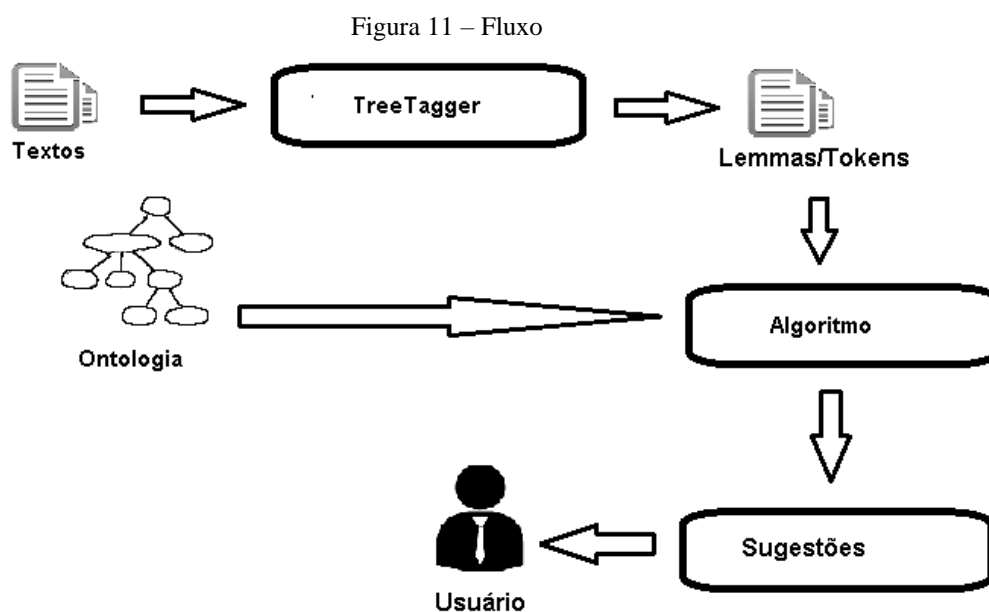 Figura 11 – Fluxo
TreeTagger
Textos
Lemmas/Tokens
Ontologia
Algoritmo
Sugestões
Usuário